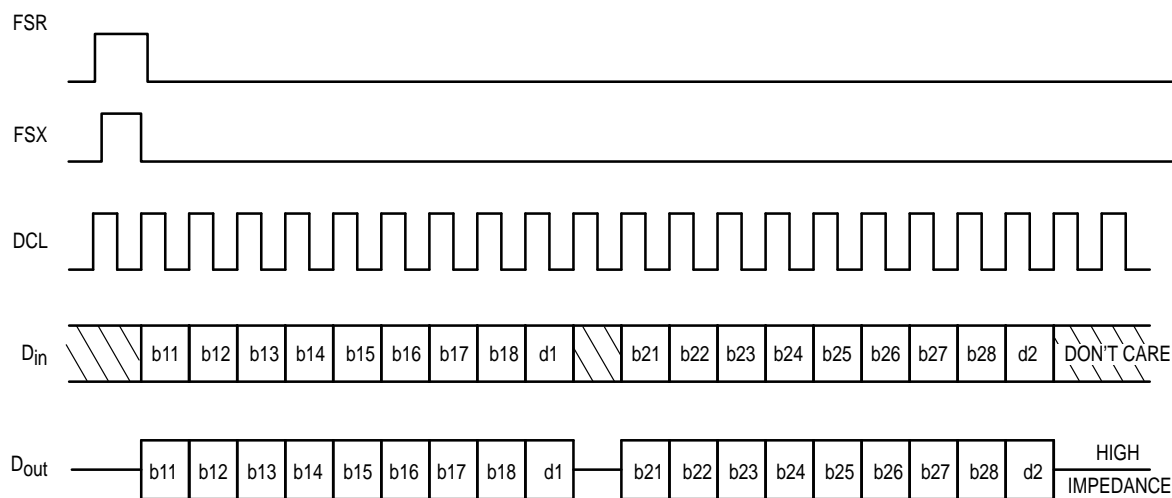 FSR
FSX
DCL
Din b11 b12 b13 b14 b15 b16 b17 b18 d1 b21 b22 b23 b24 b25 b26 b27 b28 d2 DON'T CARE
Dout b11 b12 b13 b14 b15 b16 b17 b18 d1 b21 b22 b23 b24 b25 b26 b27 b28 d2 HIGH
IMPEDANCE